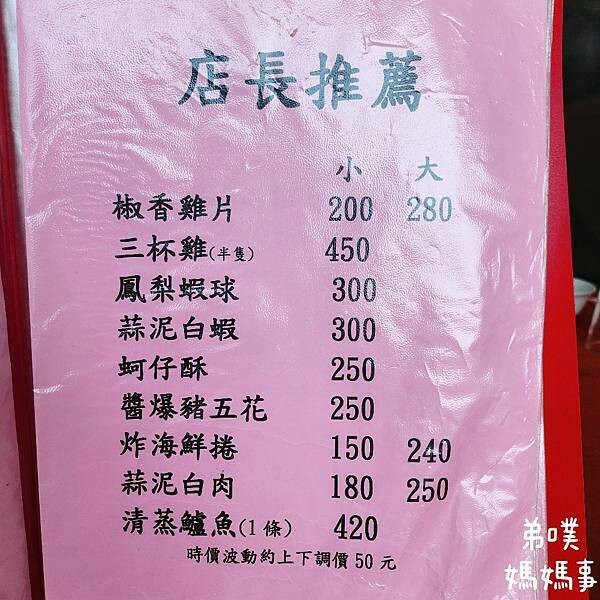 店長推薦
小 大
椒香雞片 200 280
三杯雞(半隻) 450
鳳梨蝦球 300
蒜泥白蝦 300
蚵仔酥 250
醬爆豬五花 250
炸海鮮捲 150 240
蒜泥白肉 180 250
清蒸鱸魚(1條) 420
時價波動約上下調價50元
弟噗
媽媽事